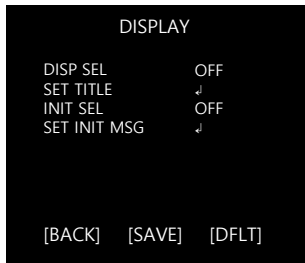 DISPLAY
DISP SEL OFF
SET TITLE ↲
INIT SEL OFF
SET INIT MSG ↲
[BACK] [SAVE] [DFLT]